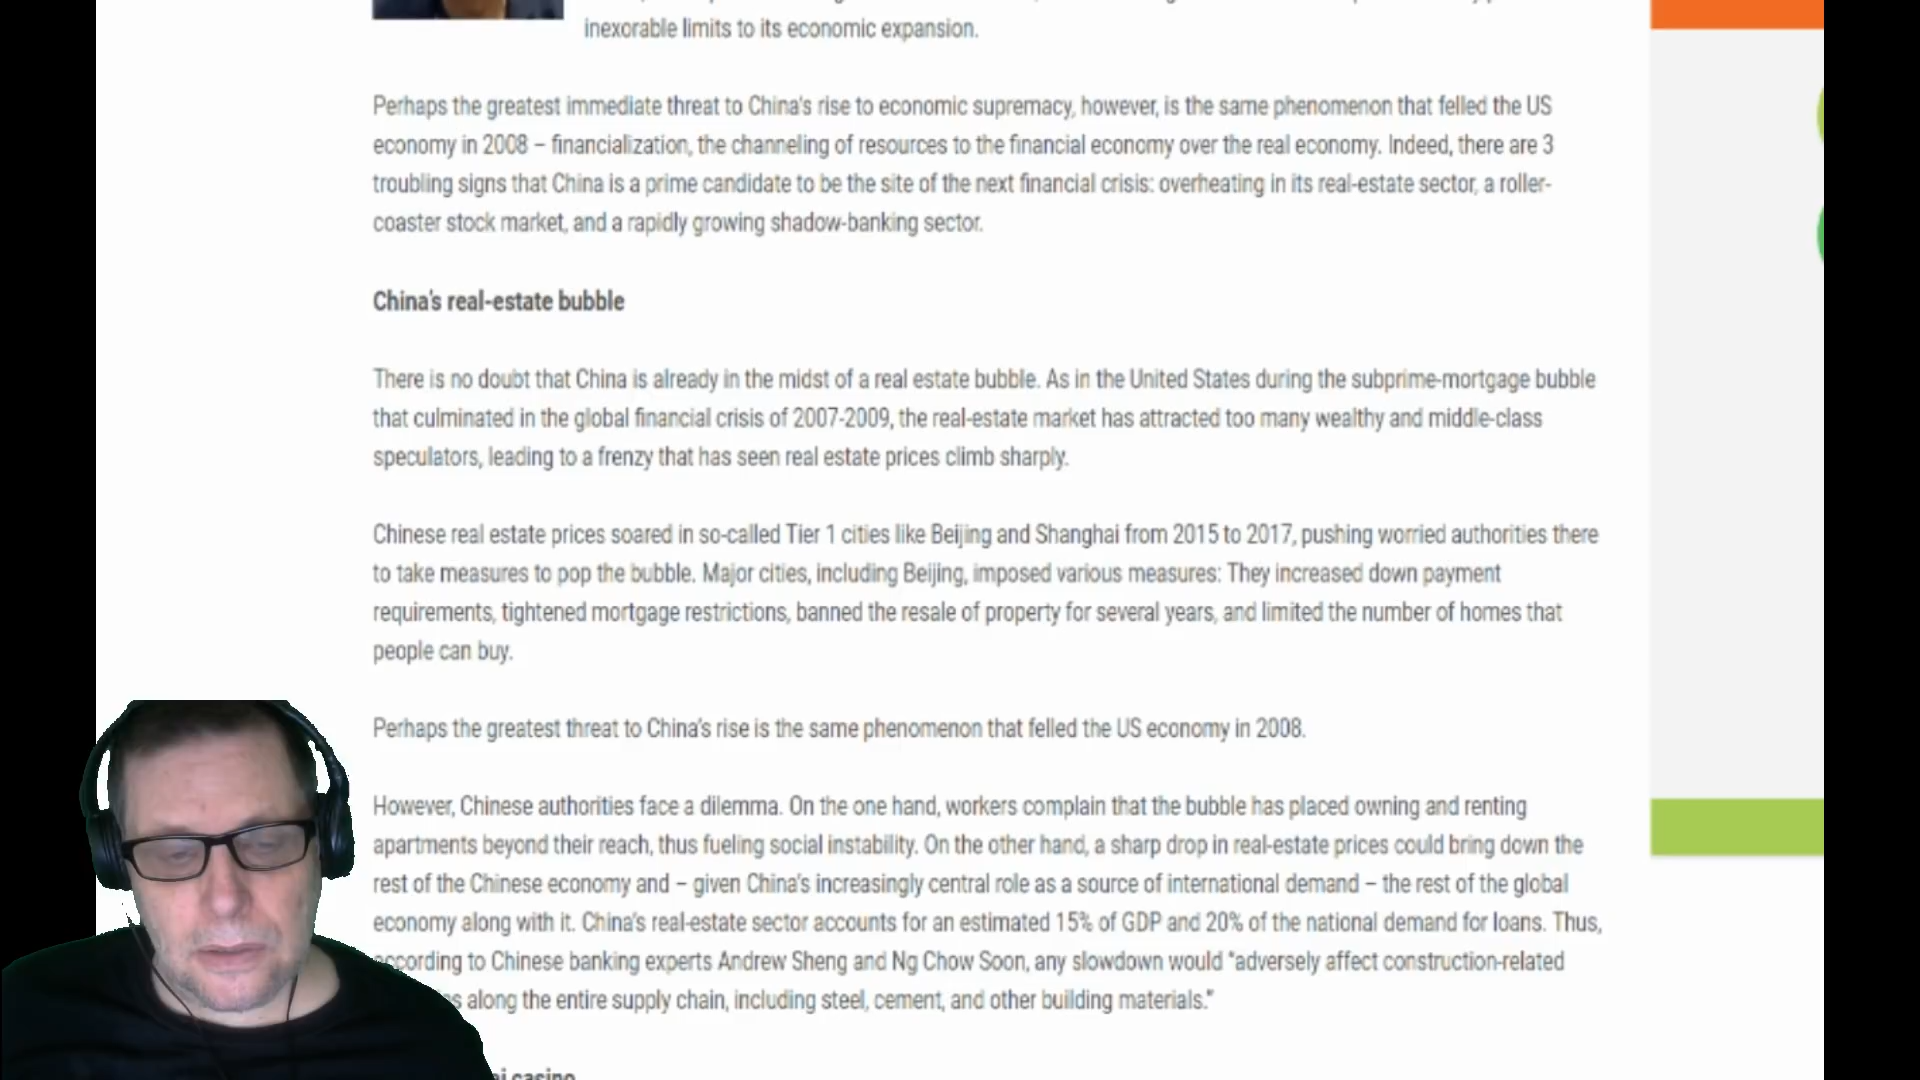 inexorable limits to its economic expansion.
Perhaps the greatest immediate threat to China's rise to economic supremacy, however, is the same phenomenon that felled the US
economy in 2008 – financialization, the channeling of resources to the financial economy over the real economy. Indeed, there are 3
troubling signs that China is a prime candidate to be the site of the next financial crisis: overheating in its real-estate sector, a roller-
coaster stock market, and a rapidly growing shadow-banking sector.
China's real-estate bubble
There is no doubt that China is already in the midst of a real estate bubble. As in the United States during the subprime-mortgage bubble
that culminated in the global financial crisis of 2007-2009, the real-estate market has attracted too many wealthy and middle-class
speculators, leading to a frenzy that has seen real estate prices climb sharply.
Chinese real estate prices soared in so-called Tier 1 cities like Beijing and Shanghai from 2015 to 2017, pushing worried authorities there
to take measures to pop the bubble. Major cities, including Beijing, imposed various measures: They increased down payment
requirements, tightened mortgage restrictions, banned the resale of property for several years, and limited the number of homes that
people can buy.
Perhaps the greatest threat to China's rise is the same phenomenon that felled the US economy in 2008.
However, Chinese authorities face a dilemma. On the one hand, workers complain that the bubble has placed owning and renting
apartments beyond their reach, thus fueling social instability. On the other hand, a sharp drop in real-estate prices could bring down the
rest of the Chinese economy and – given China's increasingly central role as a source of international demand – the rest of the global
economy along with it. China's real-estate sector accounts for an estimated 15% of GDP and 20% of the national demand for loans. Thus,
according to Chinese banking experts Andrew Sheng and Ng Chow Soon, any slowdown would "adversely affect construction-related
along the entire supply chain, including steel, cement, and other building materials."
casino